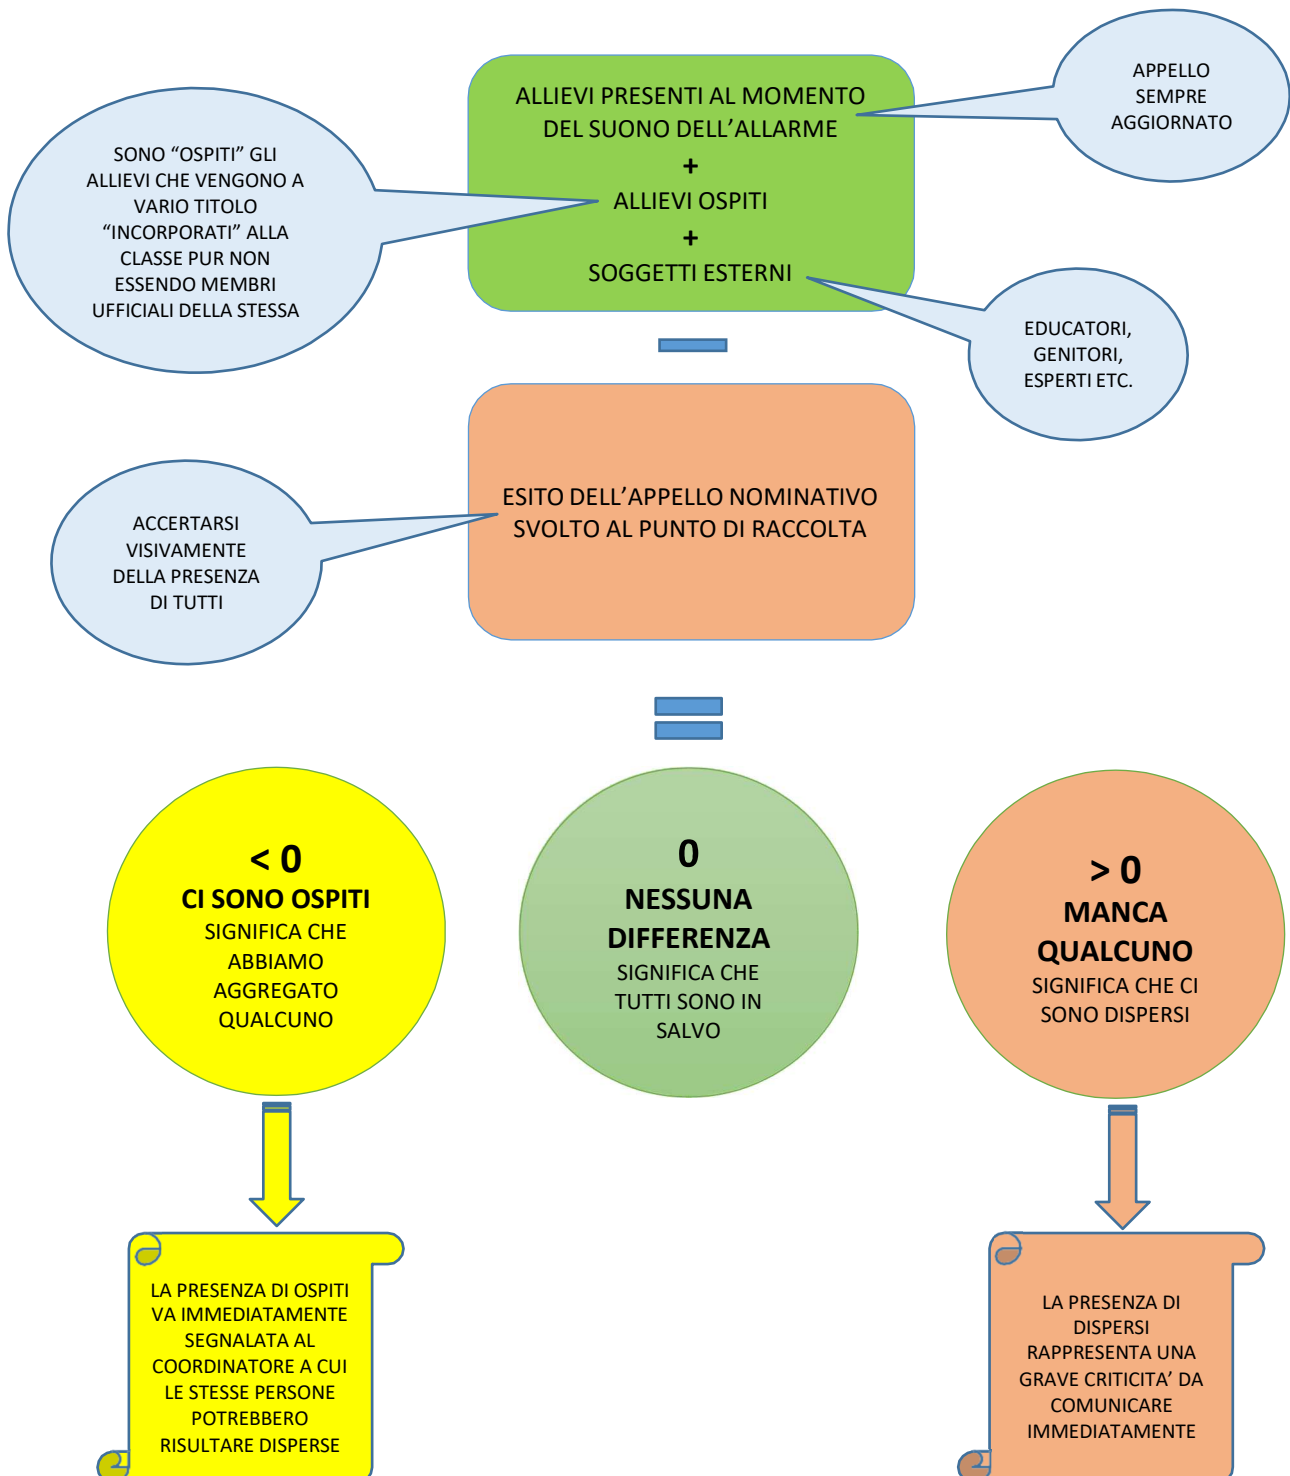 ALLIEVI PRESENTI AL MOMENTO
DEL SUONO DELL’ALLARME
+
ALLIEVI OSPITI
+
SOGGETTI ESTERNI
APPELLO
SEMPRE
AGGIORNATO
SONO “OSPITI” GLI
ALLIEVI CHE VENGONO A
VARIO TITOLO
“INCORPORATI” ALLA
CLASSE PUR NON
ESSENDO MEMBRI
UFFICIALI DELLA STESSA
EDUCATORI,
GENITORI,
ESPERTI ETC.
ESITO DELL’APPELLO NOMINATIVO
SVOLTO AL PUNTO DI RACCOLTA
ACCERTARSI
VISIVAMENTE
DELLA PRESENZA
DI TUTTI
< 0
CI SONO OSPITI
SIGNIFICA CHE
ABBIAMO
AGGREGATO
QUALCUNO
0
NESSUNA
DIFFERENZA
SIGNIFICA CHE
TUTTI SONO IN
SALVO
> 0
MANCA
QUALCUNO
SIGNIFICA CHE CI
SONO DISPERSI
LA PRESENZA DI OSPITI
VA IMMEDIATAMENTE
SEGNALATA AL
COORDINATORE A CUI
LE STESSE PERSONE
POTREBBERO
RISULTARE DISPERSE
LA PRESENZA DI
DISPERSI
RAPPRESENTA UNA
GRAVE CRITICITA’ DA
COMUNICARE
IMMEDIATAMENTE